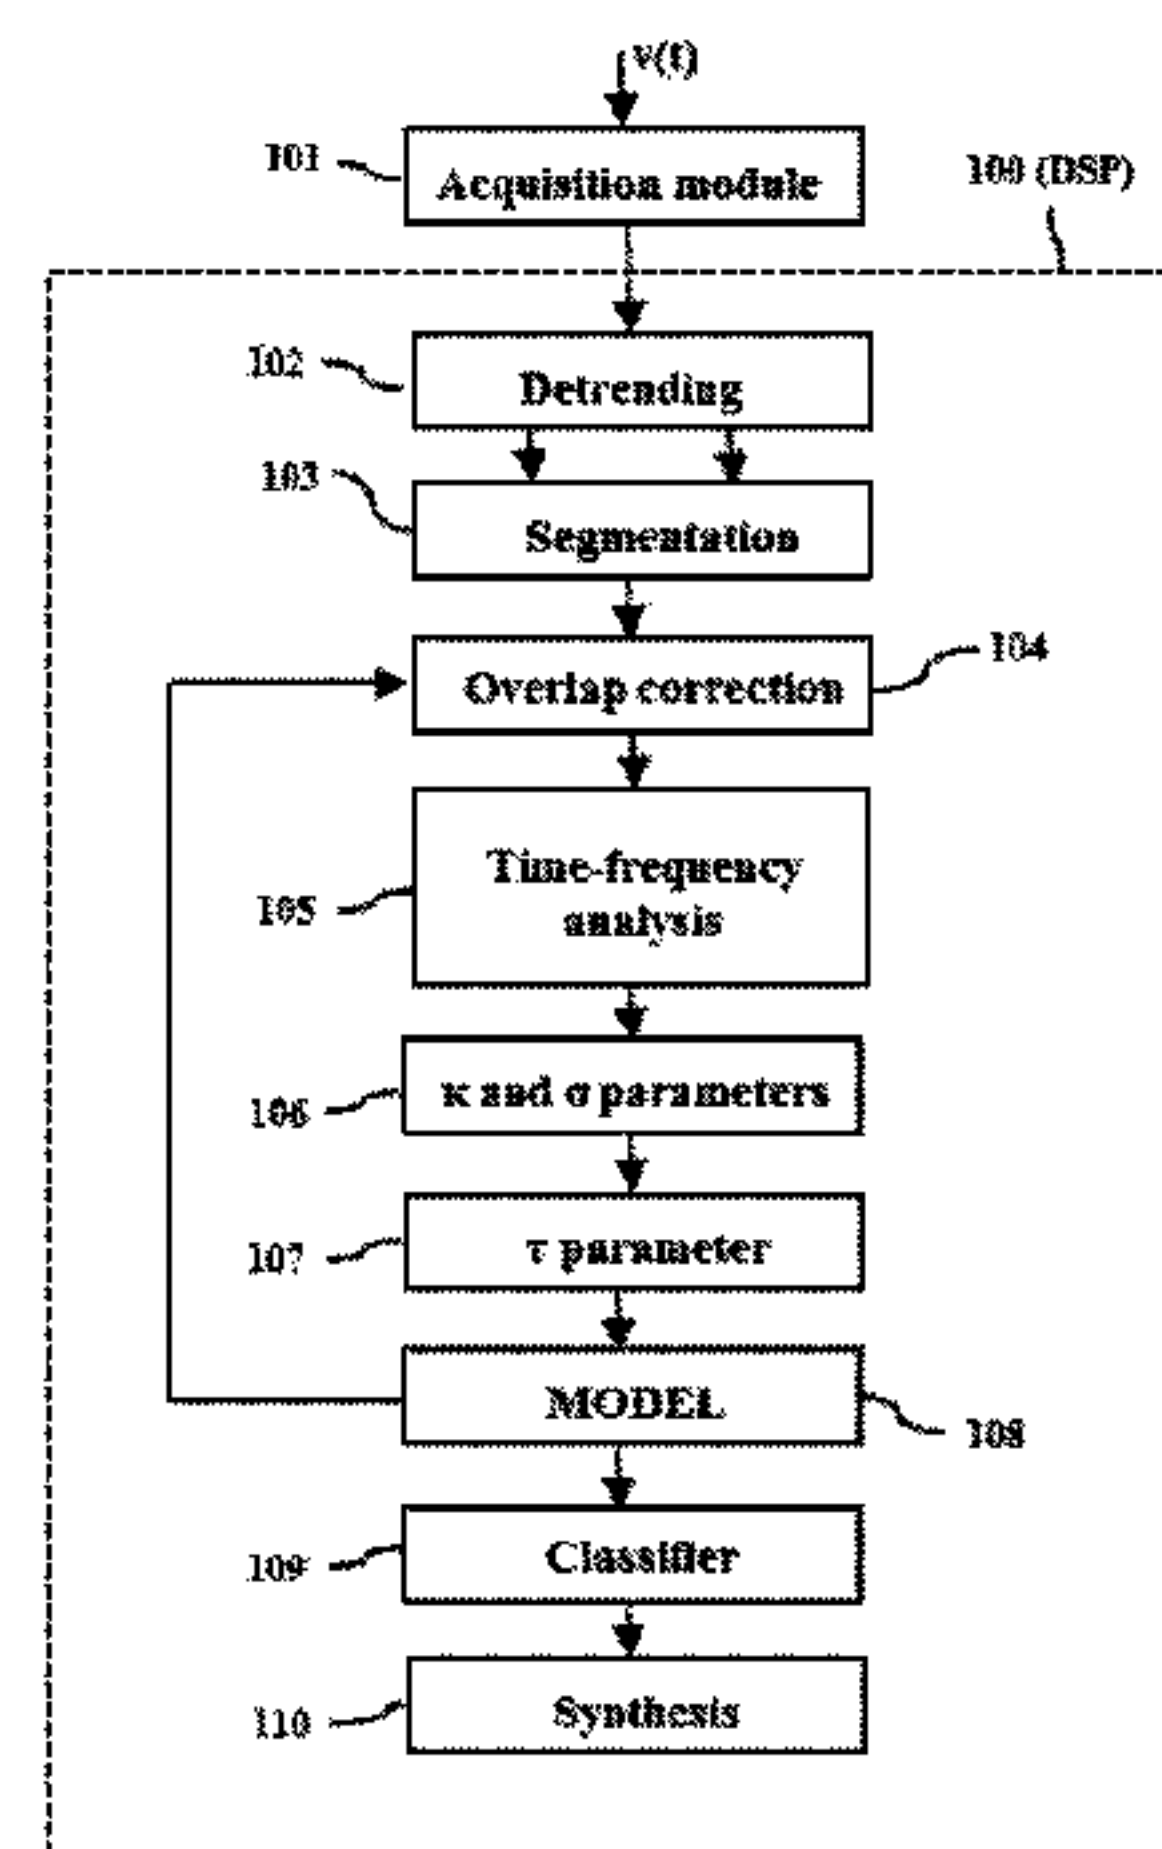 v(t)
101
Acquisition module
100 (DSP)
102
Detrending
103
Segmentation
104
Overlap correction
105
Time-frequency
analysis
106
κ and σ parameters
107
τ parameter
MODEL
108
109
Classifier
110
Synthesis